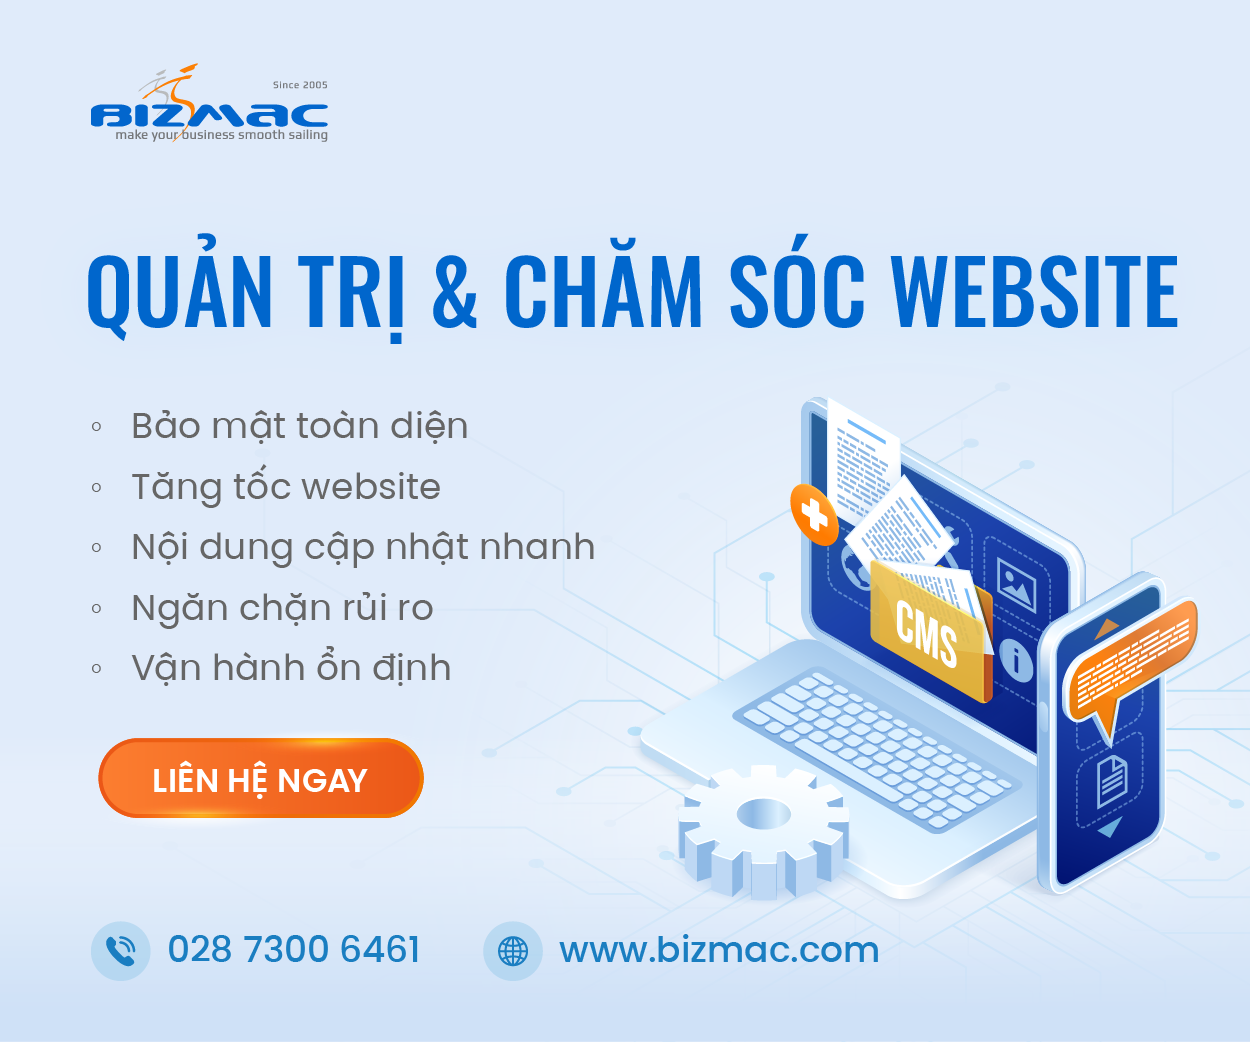 Since 2005
BIZMAC
make your business smooth sailing
QUẢN TRỊ & CHĂM SÓC WEBSITE
Bảo mật toàn diện
Tăng tốc website
Nội dung cập nhật nhanh
Ngăn chặn rủi ro
Vận hành ổn định
CMS
LIÊN HỆ NGAY
028 7300 6461
www.bizmac.com